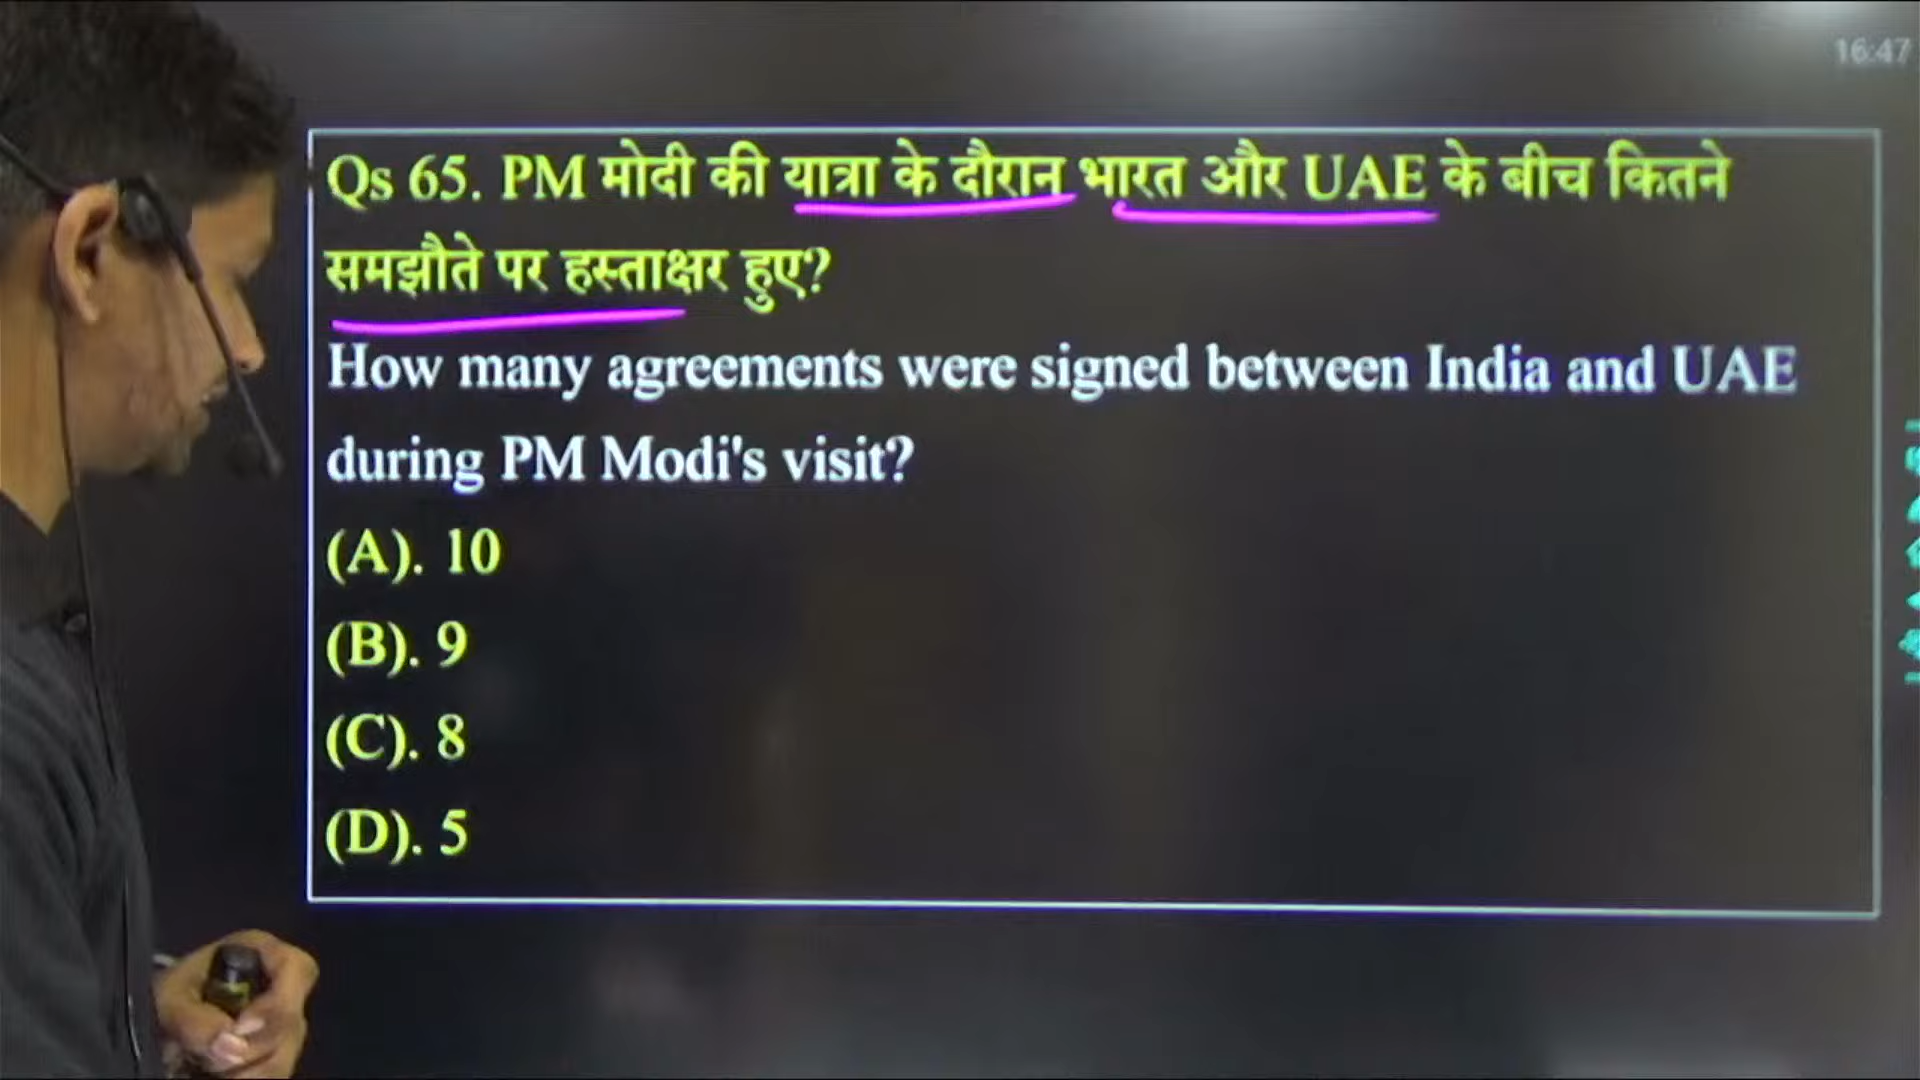 16:47
Qs 65. PM मोदी की यात्रा के दौरान भारत और UAE के बीच कितने
समझौते पर हस्ताक्षर हुए?
How many agreements were signed between India and UAE
during PM Modi's visit?
(A). 10
(B). 9
(C). 8
(D). 5